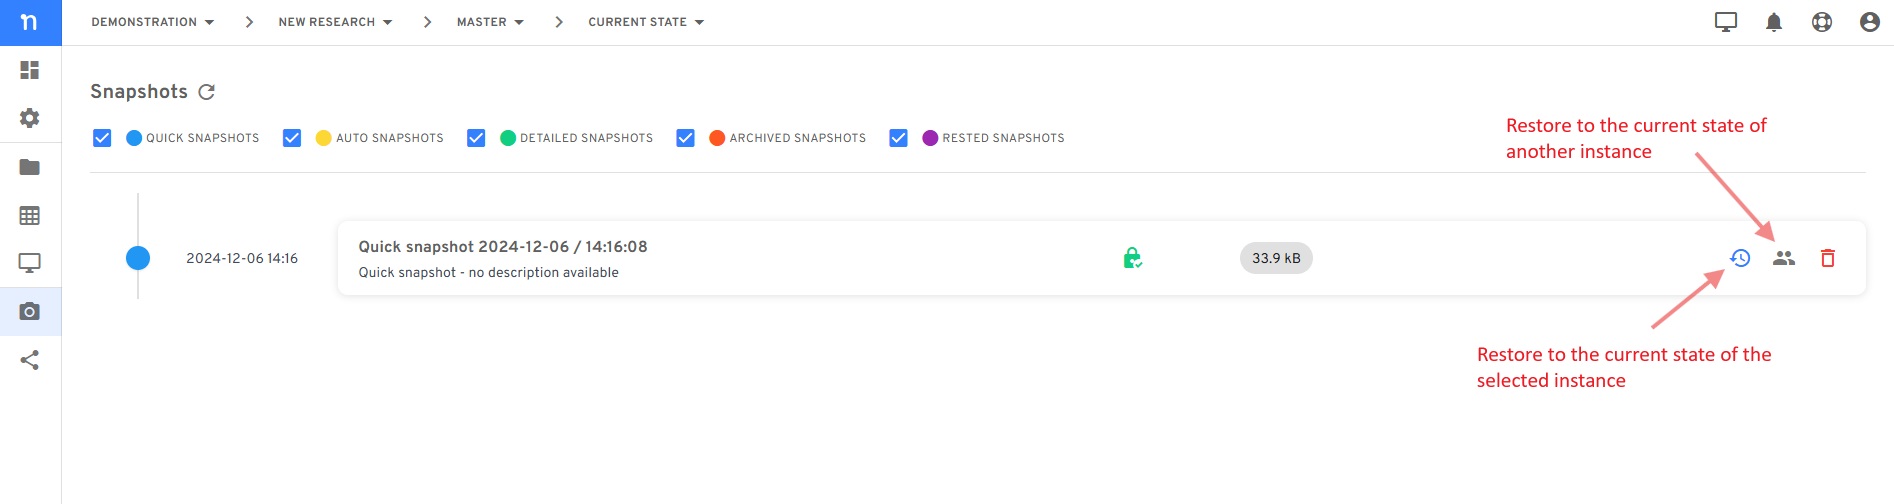 n
DEMONSTRATION
NEW RESEARCH
MASTER
CURRENT STATE
Snapshots
QUICK SNAPSHOTS
AUTO SNAPSHOTS
DETAILED SNAPSHOTS
ARCHIVED SNAPSHOTS
RESTED SNAPSHOTS
Restore to the current state of
another instance
2024-12-06 14:16
Quick snapshot 2024-12-06 / 14:16:08
Quick snapshot - no description available
33.9 kB
Restore to the current state of the
selected instance